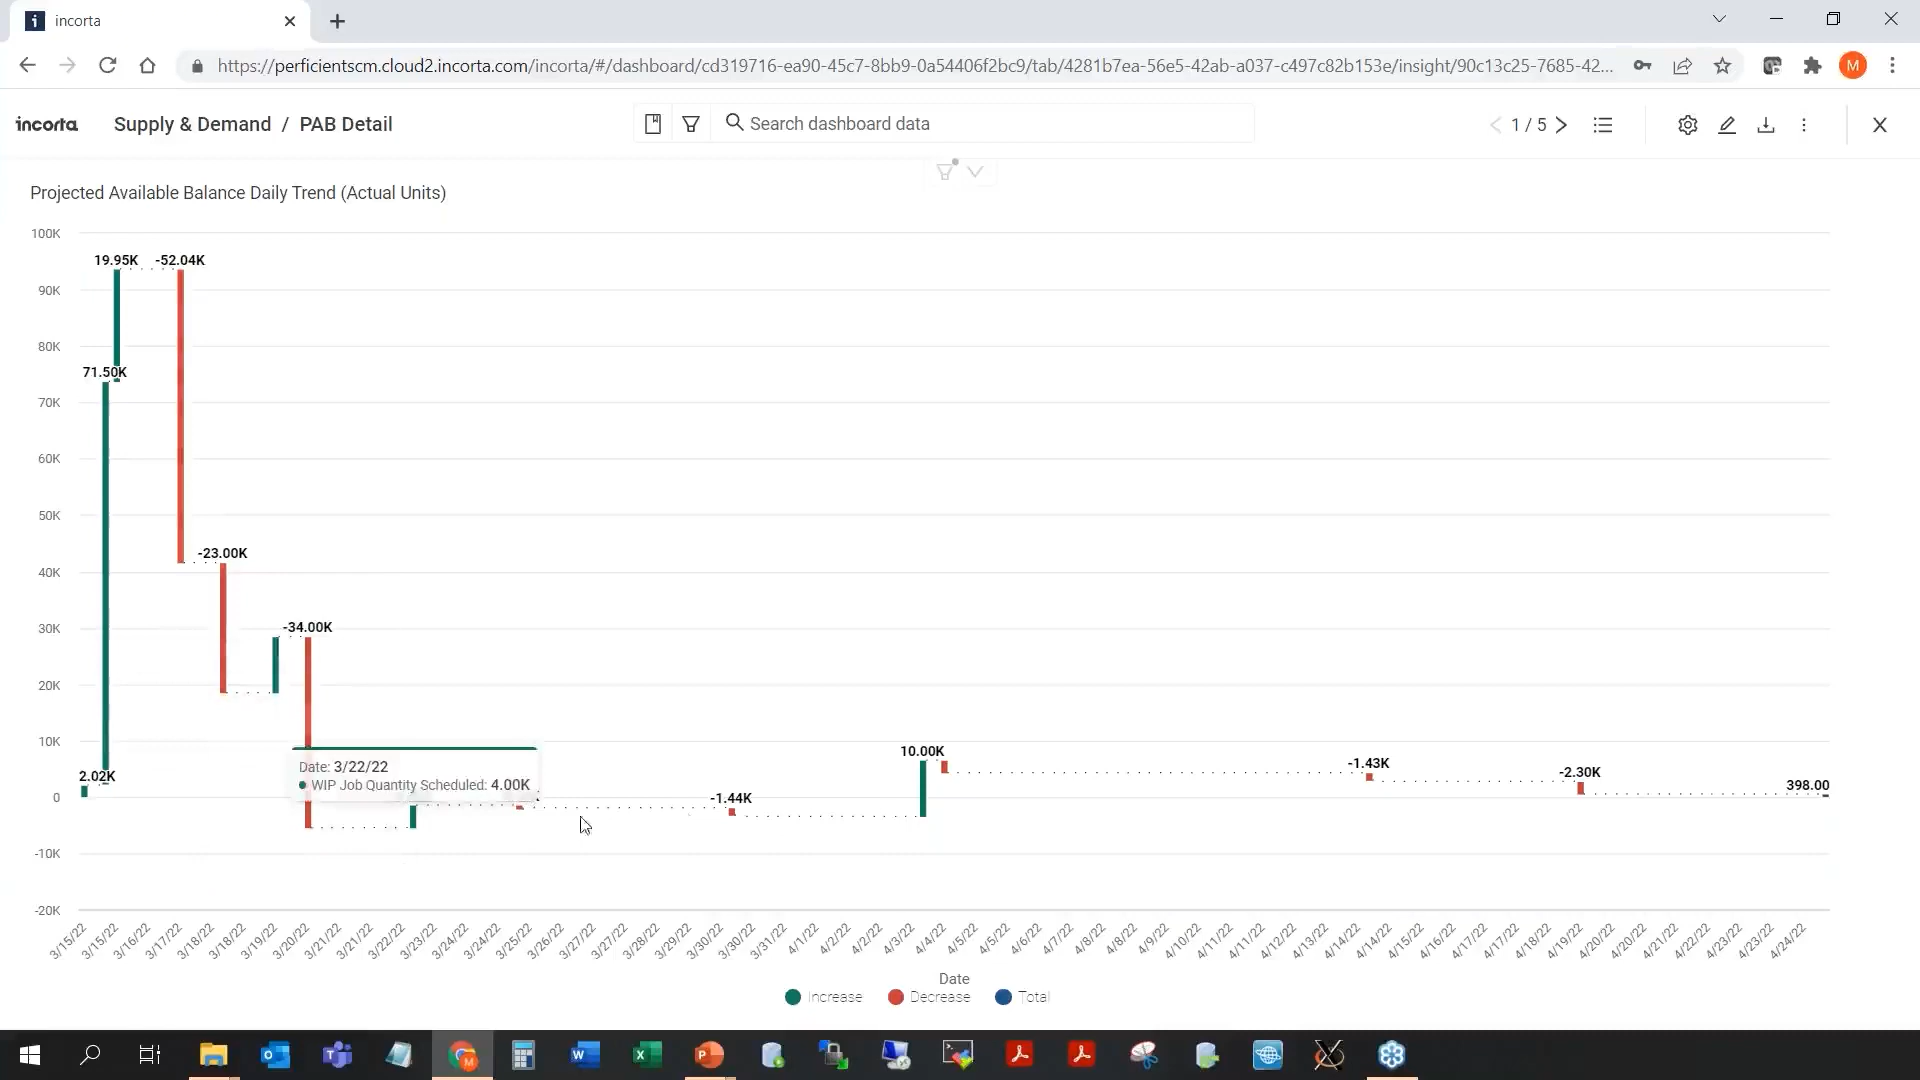 incorta
https://perficientscm.cloud2.incorta.com/incorta/#/dashboard/cd319716-ea90-45c7-8bb9-0a54406f2bc9/tab/4281b7ea-56e5-42ab-a037-c497c82b153e/insight/90c13c25-7685-42...
M
incorta Supply & Demand / PAB Detail Search dashboard data 1 / 5
Projected Available Balance Daily Trend (Actual Units)
100K
19.95K -52.04K
90K
80K
71.50K
70K
60K
50K
-23.00K
40K
30K -34.00K
20K
10K 10.00K
Date: 3/22/22
-1.43K
-2.30K
2.02K
WIP Job Quantity Scheduled: 4.00K
398.00
0 -1.44K
-10K
-20K
3/15/22 3/15/22 3/16/22 3/17/22 3/18/22 3/18/22 3/19/22 3/20/22 3/21/22 3/21/22 3/22/22 3/23/22 3/24/22 3/24/22 3/25/22 3/26/22 3/27/22 3/27/22 3/28/22 3/29/22 3/30/22 3/30/22 3/31/22 4/1/22 4/2/22 4/2/22 4/3/22 4/4/22 4/5/22 4/5/22 4/6/22 4/7/22 4/8/22 4/8/22 4/9/22 4/10/22 4/11/22 4/11/22 4/12/22 4/13/22 4/14/22 4/14/22 4/15/22 4/16/22 4/17/22 4/17/22 4/18/22 4/19/22 4/20/22 4/20/22 4/21/22 4/22/22 4/23/22 4/23/22 4/24/22
Date
Increase Decrease Total